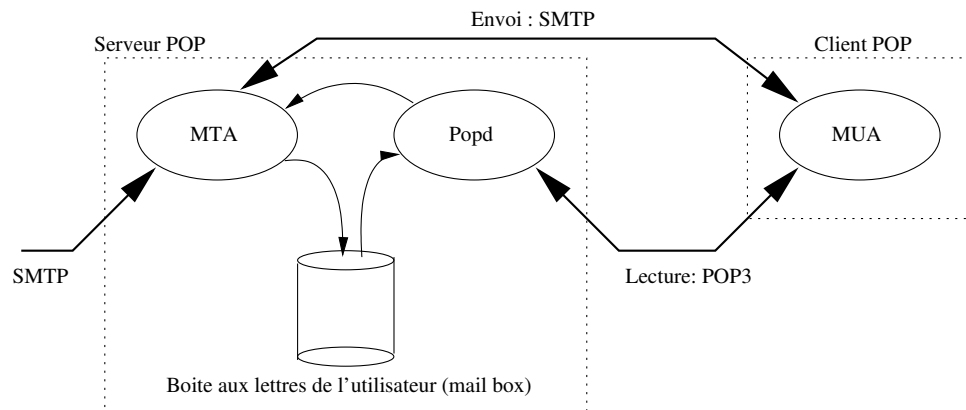 Envoi : SMTP
Serveur POP
Client POP
MTA
Popd
MUA
SMTP
Lecture: POP3
Boite aux lettres de l'utilisateur (mail box)